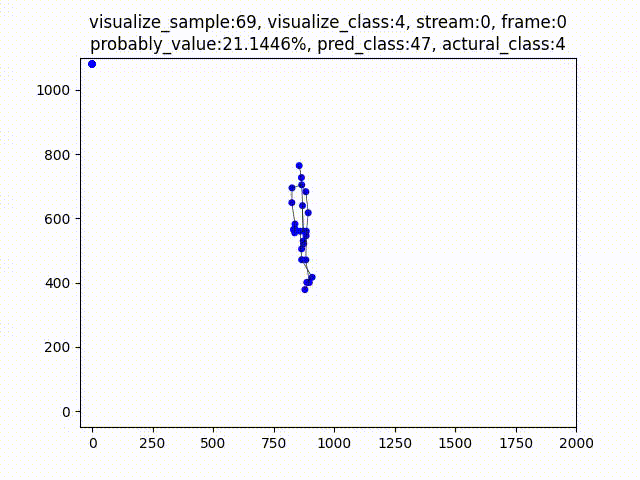 visualize_sample:69, visualize_class:4, stream:0, frame:0
probably_value:21.1446%, pred_class:47, actural_class:4
1000
800
600
400
200
0
0 250 500 750 1000 1250 1500 1750 2000